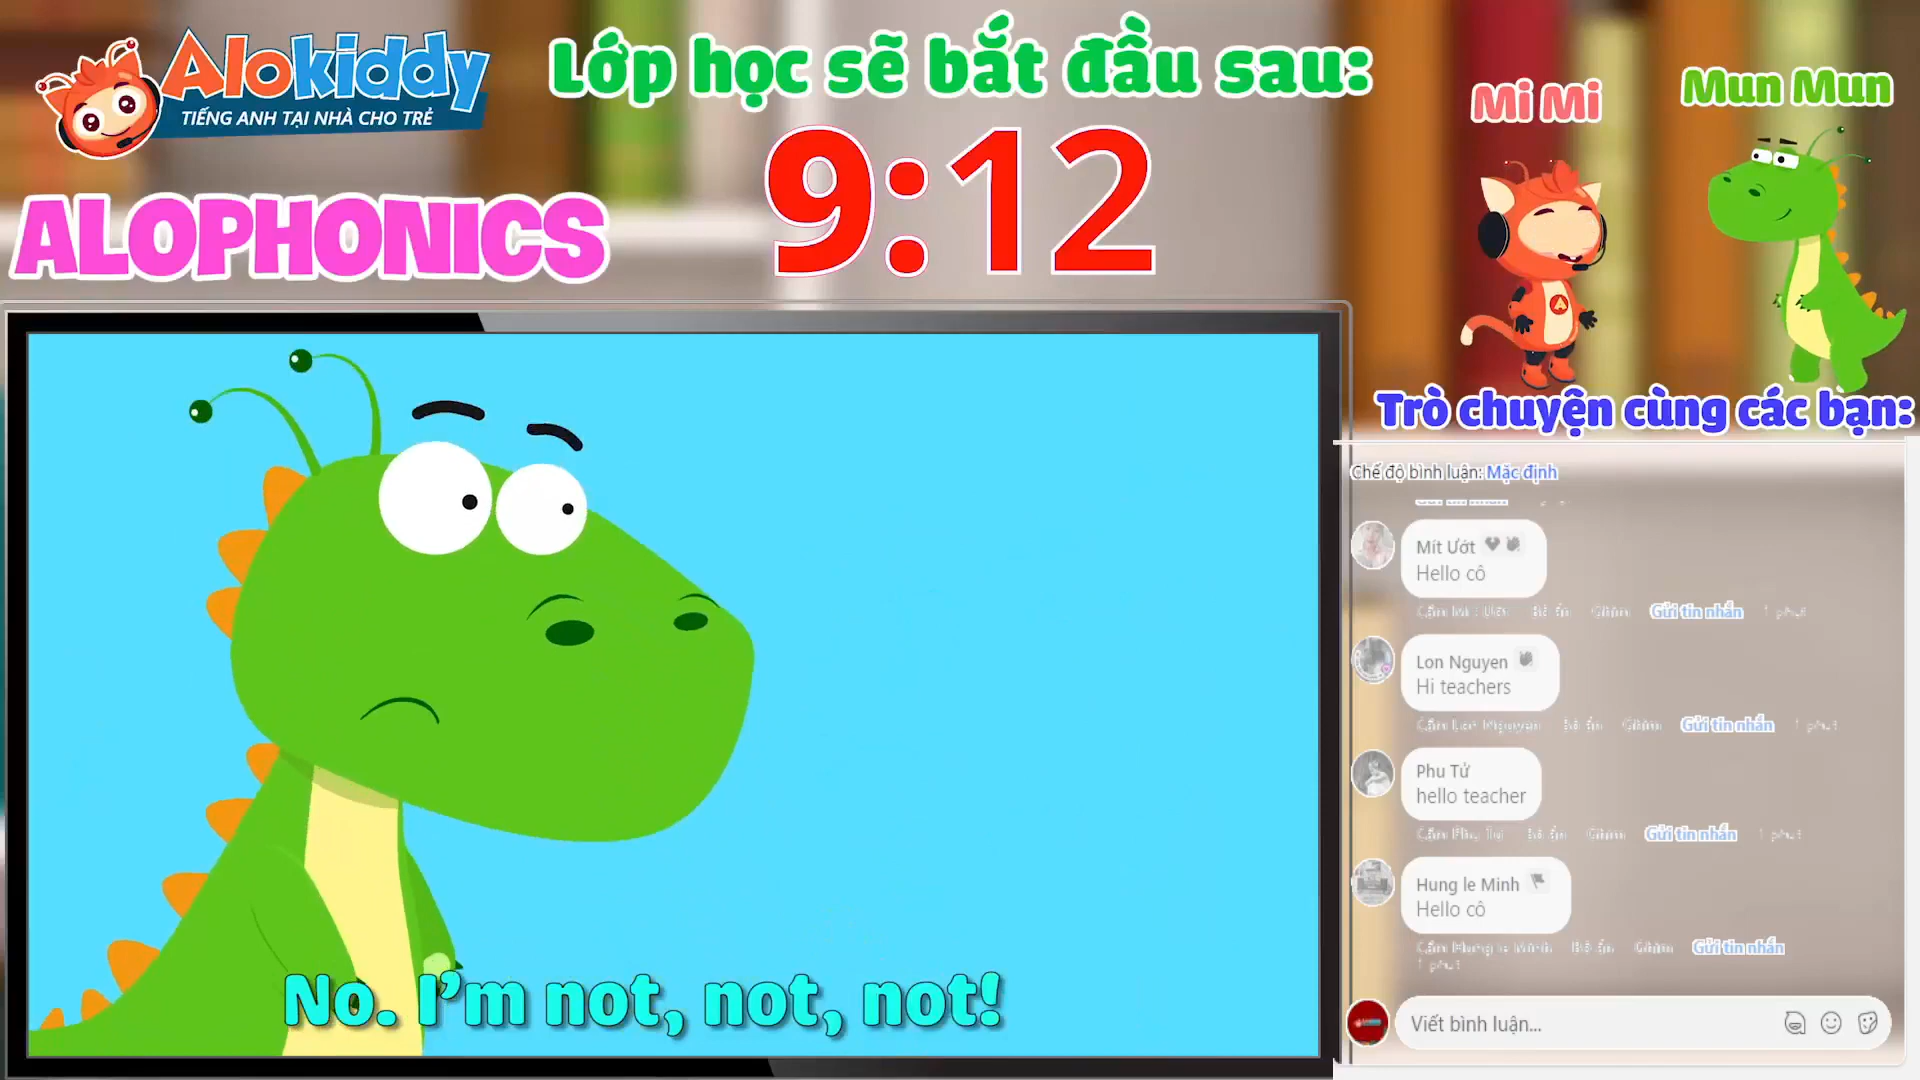 Alokiddy
TIẾNG ANH TẠI NHÀ CHO TRẺ
ALOPHONICS
Lớp học sẽ bắt đầu sau:
9:12
Mi Mi
Mun Mun
No. I'm not, not, not!
Trò chuyện cùng các bạn:
Chế độ bình luận: Mặc định
Mít Ướt
Hello cô
Gửi tin nhắn
Lon Nguyen
Hi teachers
Gửi tin nhắn
Phu Tử
hello teacher
Gửi tin nhắn
Hung le Minh
Hello cô
Gửi tin nhắn
Viết bình luận...